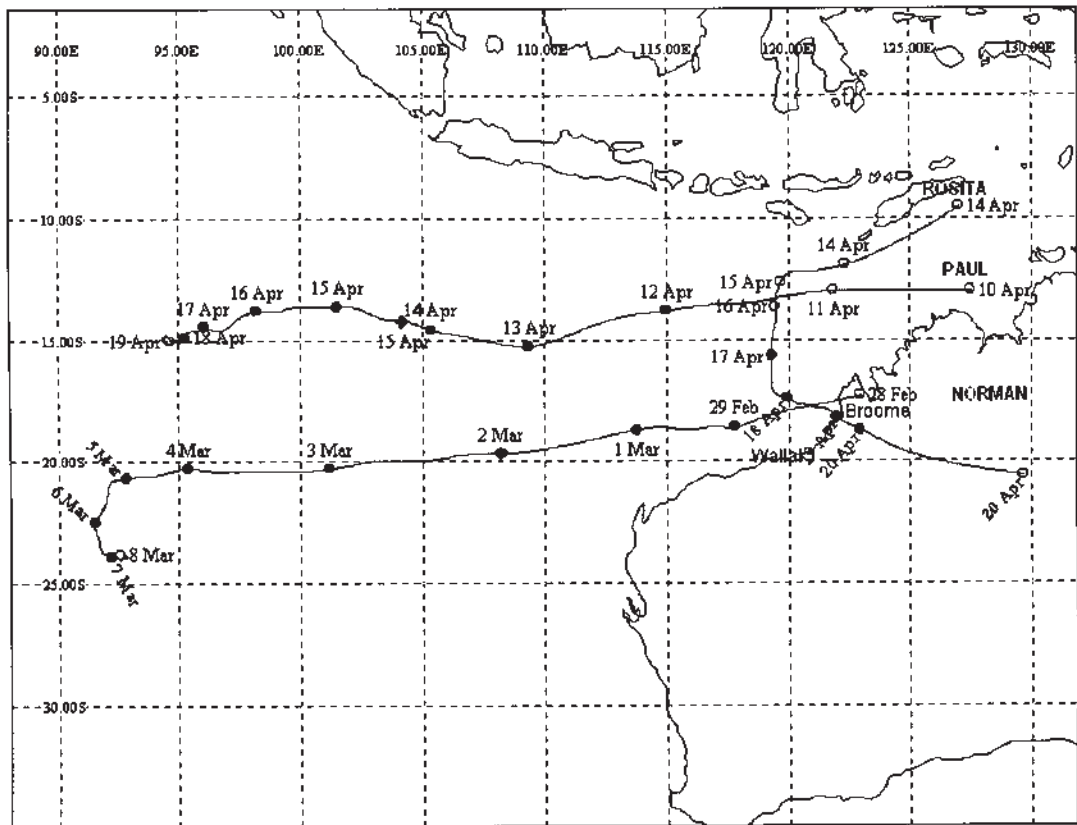 90.00E 95.00E 100.00E 105.00E 110.00E 115.00E 120.00E 125.00E 130.00E
5.00S
ROSITA
10.00S
14 Apr
14 Apr
PAUL
15 Apr
10 Apr
12 Apr
16 Apr
11 Apr
16 Apr
15 Apr
17 Apr
14 Apr
13 Apr
15 Apr
19 Apr
18 Apr
15.00S
17 Apr
28 Feb
NORMAN
29 Feb
18 Apr
Broome
2 Mar
1 Mar
Wallal
20 Apr
4 Mar
3 Mar
5 Mar
20.00S
20 Apr
6 Mar
8 Mar
7 Mar
25.00S
30.00S